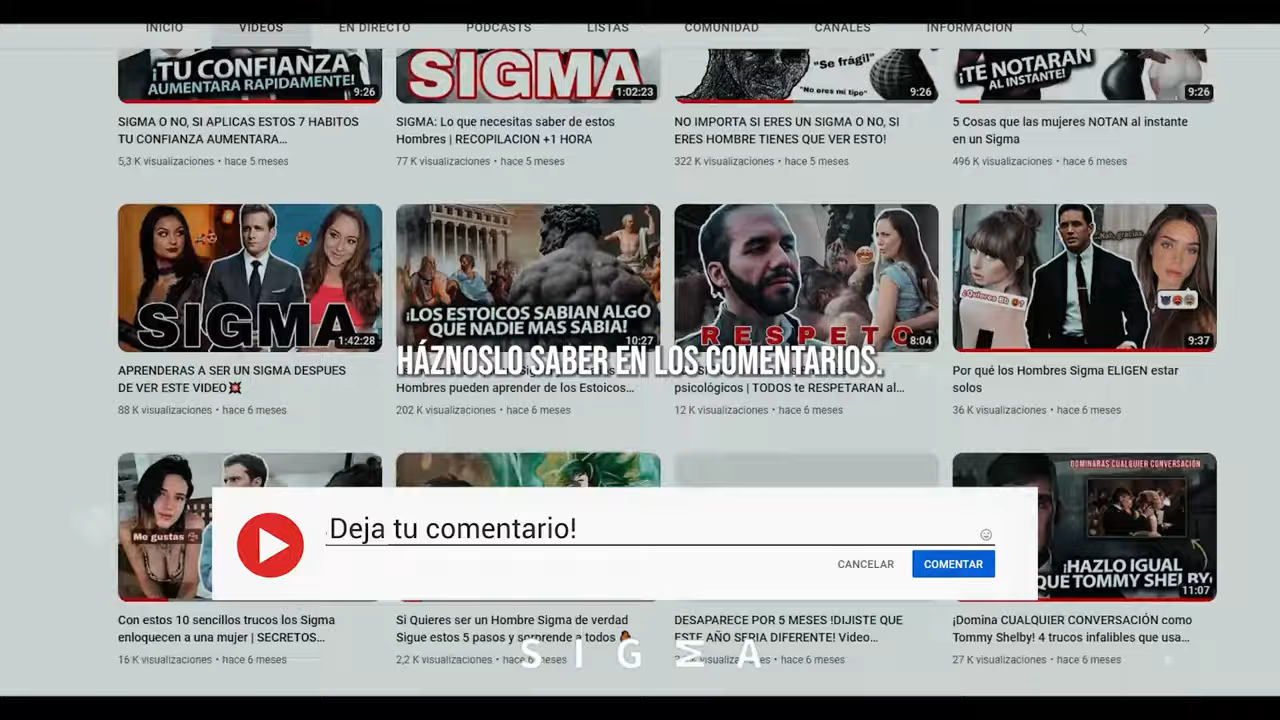 INICIO VIDEOS EN DIRECTO PODCASTS LISTAS COMUNIDAD CANALES INFORMACIÓN
¡TU CONFIANZA
AUMENTARA RAPIDAMENTE!
9:26
SIGMA
1:02:23
"Se frágil"
"No eres mi tipo"
9:26
¡TE NOTARAN
AL INSTANTE!
9:26
SIGMA O NO, SI APLICAS ESTOS 7 HABITOS
TU CONFIANZA AUMENTARA...
5,3 K visualizaciones • hace 5 meses
SIGMA: Lo que necesitas saber de estos
Hombres | RECOPILACION +1 HORA
77 K visualizaciones • hace 5 meses
NO IMPORTA SI ERES UN SIGMA O NO, SI
ERES HOMBRE TIENES QUE VER ESTO!
322 K visualizaciones • hace 5 meses
5 Cosas que las mujeres NOTAN al instante
en un Sigma
496 K visualizaciones • hace 6 meses
SIGMA
1:42:28
¡LOS ESTOICOS SABIAN ALGO
QUE NADIE MAS SABIA!
10:27
RESPETO
8:04
...Nah, gracias.
¿Quieres
9:37
HÁZNOSLO SABER EN LOS COMENTARIOS.
APRENDERAS A SER UN SIGMA DESPUES
DE VER ESTE VIDEO💥
88 K visualizaciones • hace 6 meses
Hombres pueden aprender de los Estoicos...
202 K visualizaciones • hace 6 meses
psicológicos | TODOS te RESPETARAN al...
12 K visualizaciones • hace 6 meses
Por qué los Hombres Sigma ELIGEN estar
solos
36 K visualizaciones • hace 6 meses
Me gustas
DOMINARAS CUALQUIER CONVERSACIÓN
¡HAZLO IGUAL
QUE TOMMY SHELBY!
11:07
Deja tu comentario!
CANCELAR COMENTAR
Con estos 10 sencillos trucos los Sigma
enloquecen a una mujer | SECRETOS...
16 K visualizaciones • hace 6 meses
Si Quieres ser un Hombre Sigma de verdad
Sigue estos 5 pasos y sorprende a todos
2,2 K visualizaciones • hace 6 meses
DESAPARECE POR 5 MESES !DIJISTE QUE
ESTE AÑO SERIA DIFERENTE! Video...
visualizaciones • hace 6 meses
¡Domina CUALQUIER CONVERSACIÓN como
Tommy Shelby! 4 trucos infalibles que usa...
27 K visualizaciones • hace 6 meses
SIGMA